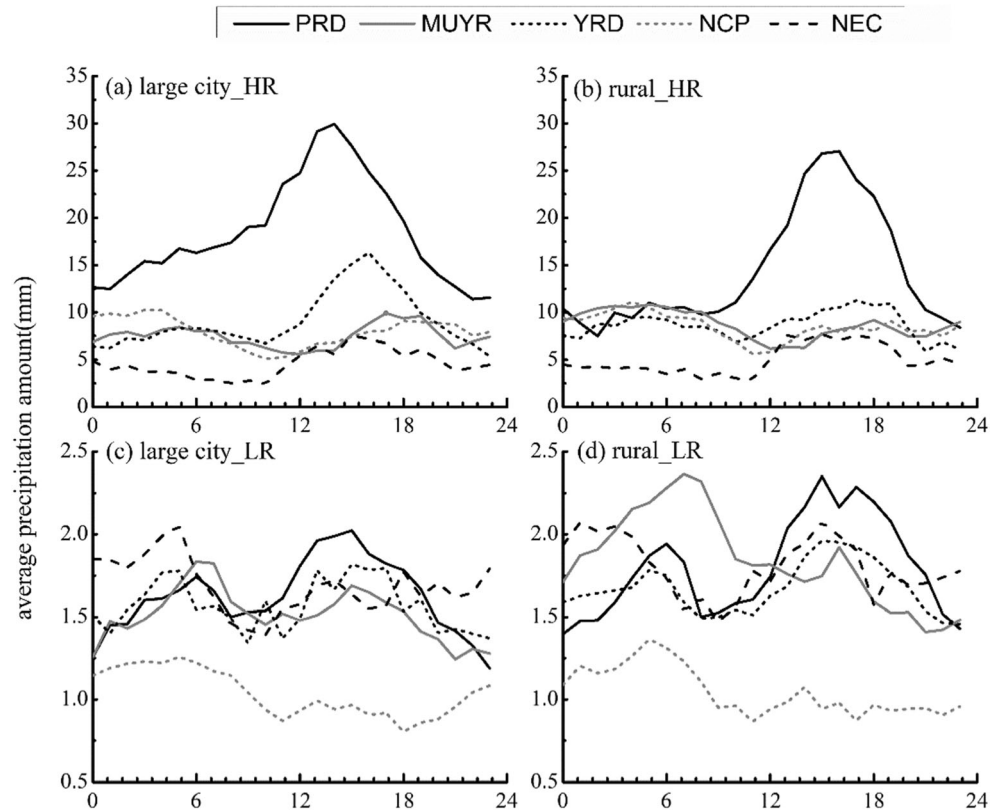 PRD MUYR YRD NCP NEC
average precipitation amount(mm)
(a) large city_HR
35
30
25
20
15
10
5
0
0 6 12 18 24
(b) rural_HR
35
30
25
20
15
10
5
0
0 6 12 18 24
(c) large city_LR
2.5
2.0
1.5
1.0
0.5
0 6 12 18 24
(d) rural_LR
2.5
2.0
1.5
1.0
0.5
0 6 12 18 24